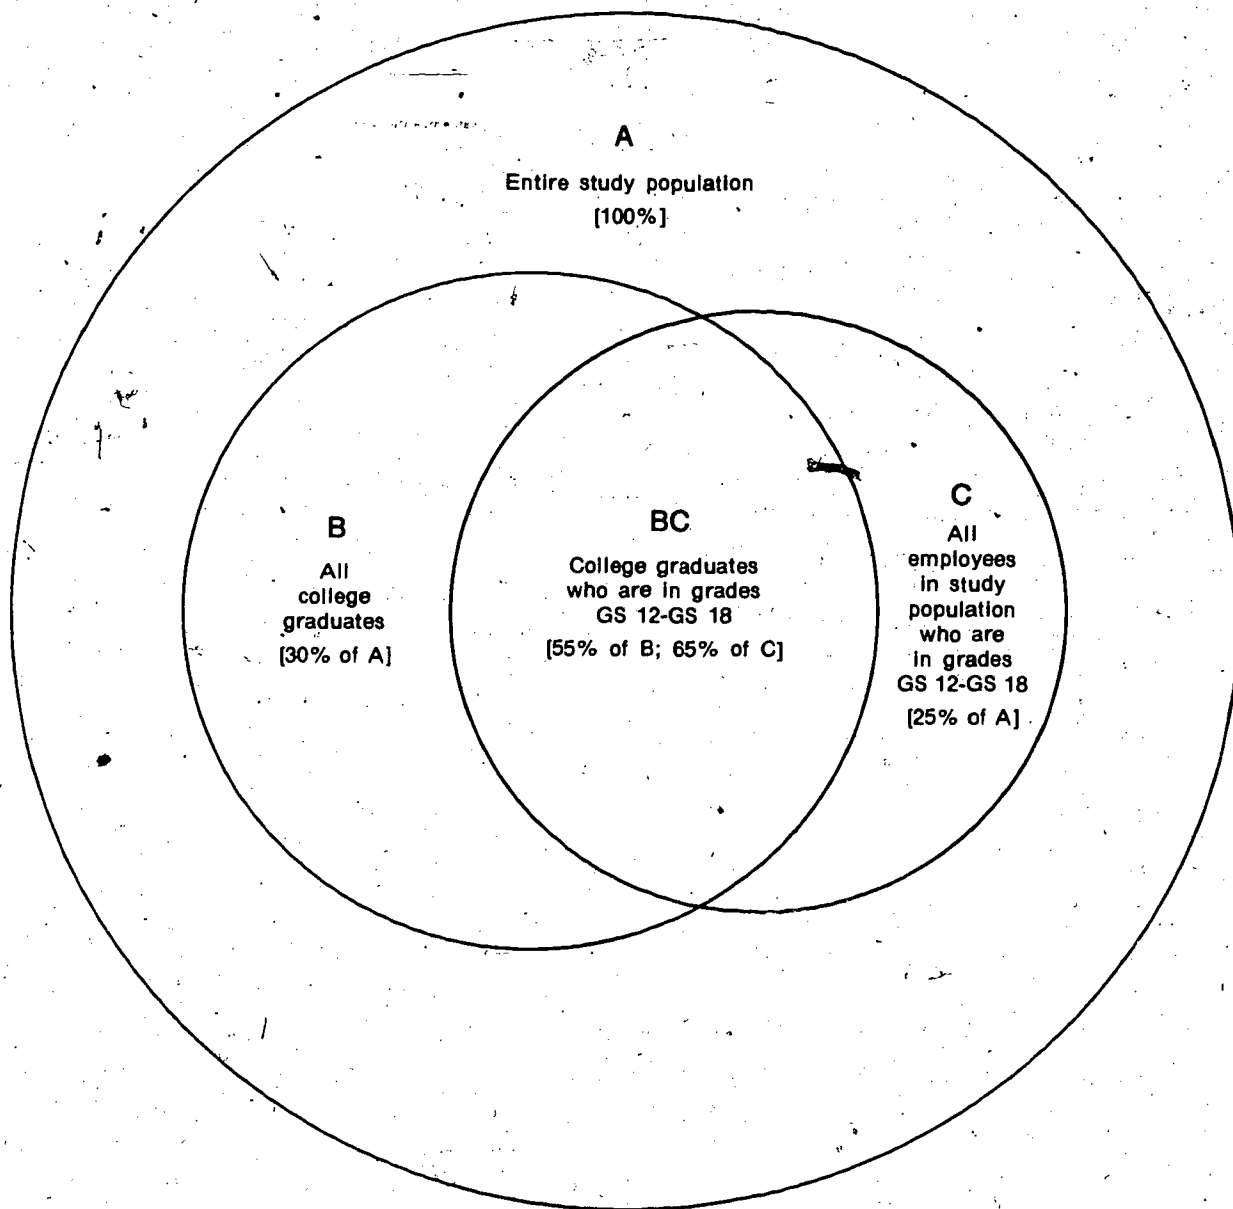 A
Entire study population
[100%]
B
All
college
graduates
[30% of A]
BC
College graduates
who are in grades
GS 12-GS 18
[55% of B; 65% of C]
C
All
employees
in study
population
who are
in grades
GS 12-GS 18
[25% of A]